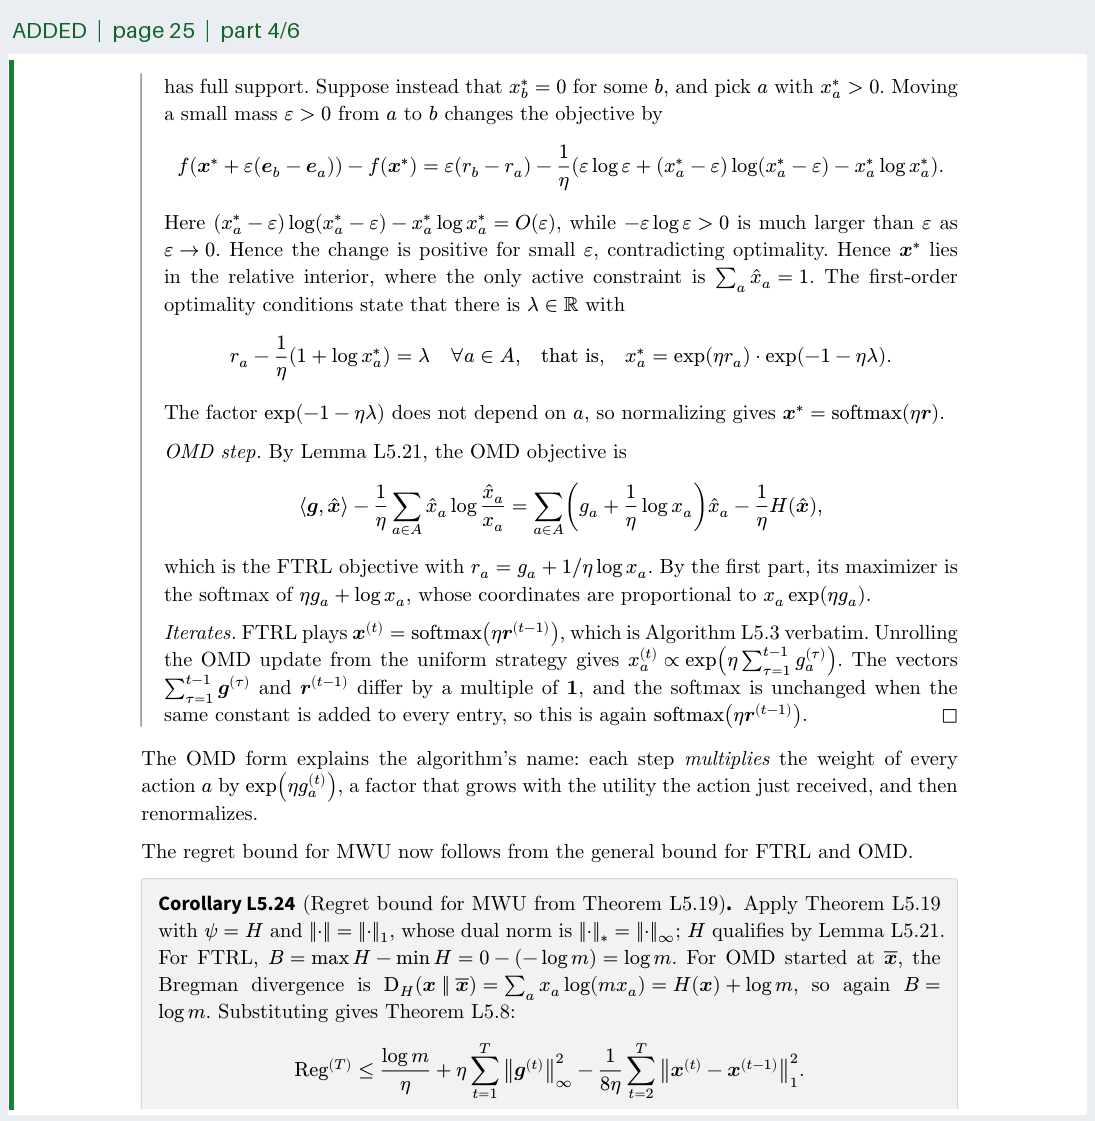 ADDED | page 25 | part 4/6
has full support. Suppose instead that x*_b = 0 for some b, and pick a with x*_a > 0. Moving
a small mass ε > 0 from a to b changes the objective by
f(x* + ε(e_b − e_a)) − f(x*) = ε(r_b − r_a) − 1/η (ε log ε + (x*_a − ε) log(x*_a − ε) − x*_a log x*_a).
Here (x*_a − ε) log(x*_a − ε) − x*_a log x*_a = O(ε), while −ε log ε > 0 is much larger than ε as
ε → 0. Hence the change is positive for small ε, contradicting optimality. Hence x* lies
in the relative interior, where the only active constraint is ∑_a x̂_a = 1. The first-order
optimality conditions state that there is λ ∈ ℝ with
r_a − 1/η (1 + log x*_a) = λ ∀a ∈ A, that is, x*_a = exp(ηr_a) · exp(−1 − ηλ).
The factor exp(−1 − ηλ) does not depend on a, so normalizing gives x* = softmax(ηr).
OMD step. By Lemma L5.21, the OMD objective is
⟨g, x̂⟩ − 1/η ∑_{a∈A} x̂_a log x̂_a/x_a = ∑_{a∈A} (g_a + 1/η log x_a) x̂_a − 1/η H(x̂),
which is the FTRL objective with r_a = g_a + 1/η log x_a. By the first part, its maximizer is
the softmax of ηg_a + log x_a, whose coordinates are proportional to x_a exp(ηg_a).
Iterates. FTRL plays x^(t) = softmax(ηr^(t−1)), which is Algorithm L5.3 verbatim. Unrolling
the OMD update from the uniform strategy gives x_a^(t) ∝ exp(η ∑_{τ=1}^{t−1} g_a^(τ)). The vectors
∑_{τ=1}^{t−1} g^(τ) and r^(t−1) differ by a multiple of 1, and the softmax is unchanged when the
same constant is added to every entry, so this is again softmax(ηr^(t−1)). □
The OMD form explains the algorithm's name: each step multiplies the weight of every
action a by exp(ηg_a^(t)), a factor that grows with the utility the action just received, and then
renormalizes.
The regret bound for MWU now follows from the general bound for FTRL and OMD.
Corollary L5.24 (Regret bound for MWU from Theorem L5.19). Apply Theorem L5.19
with ψ = H and ‖·‖ = ‖·‖_1, whose dual norm is ‖·‖_* = ‖·‖_∞; H qualifies by Lemma L5.21.
For FTRL, B = max H − min H = 0 − (− log m) = log m. For OMD started at x̅, the
Bregman divergence is D_H(x ‖ x̅) = ∑_a x_a log(mx_a) = H(x) + log m, so again B =
log m. Substituting gives Theorem L5.8:
Reg^(T) ≤ log m/η + η ∑_{t=1}^T ‖g^(t)‖²_∞ − 1/8η ∑_{t=2}^T ‖x^(t) − x^(t−1)‖²_1.